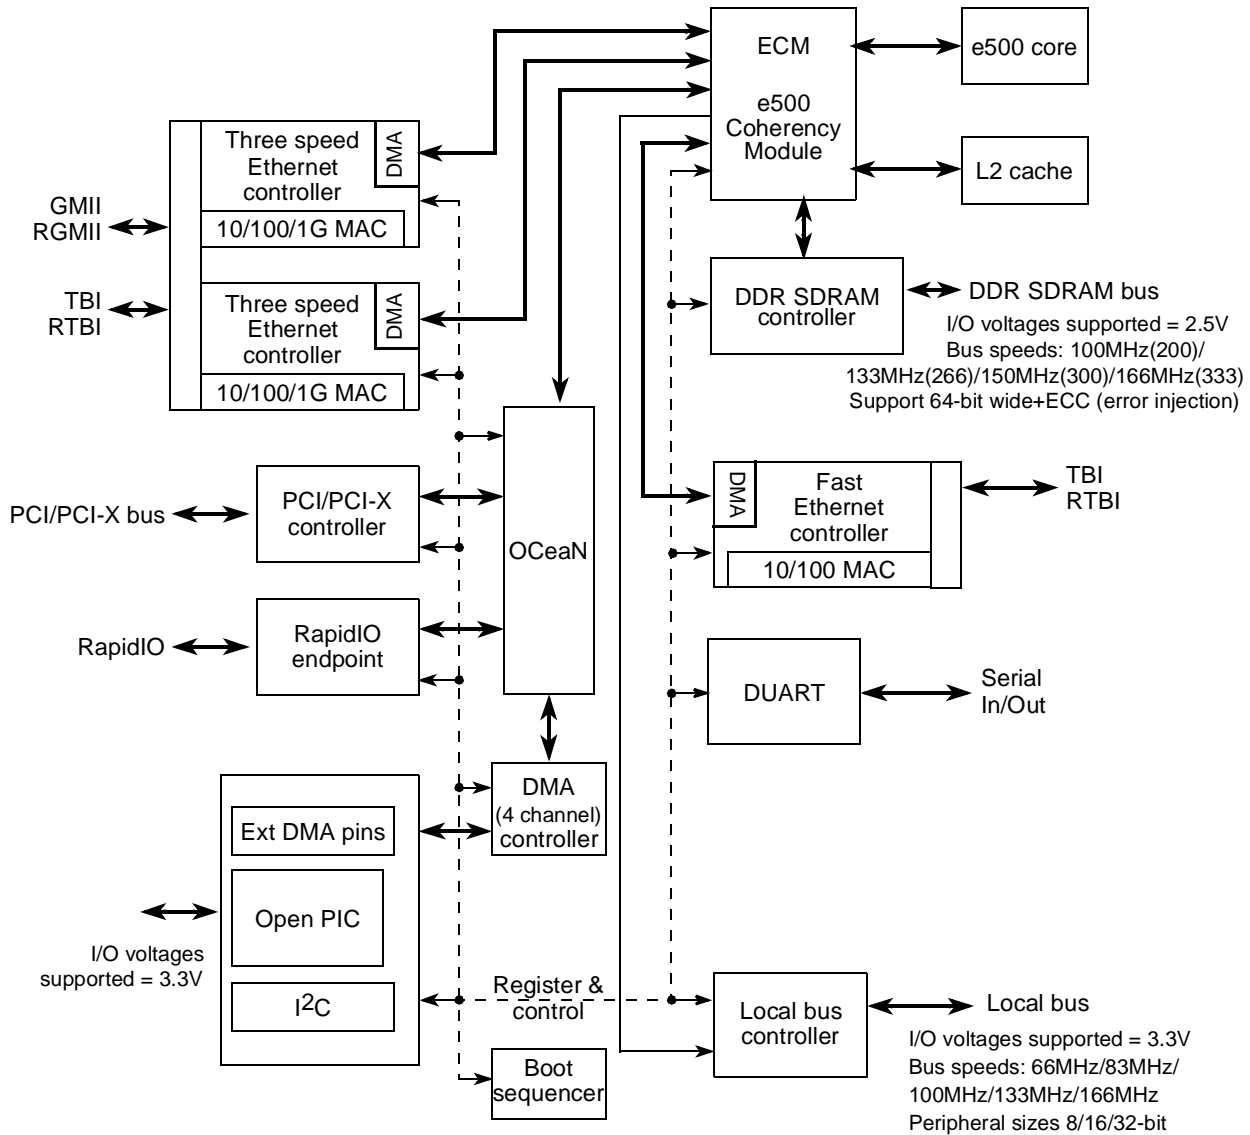 ECM
e500
Coherency
Module
e500 core
L2 cache
Three speed
Ethernet
controller
DMA
10/100/1G MAC
GMII
RGMII
TBI
RTBI
Three speed
Ethernet
controller
DMA
10/100/1G MAC
DDR SDRAM
controller
DDR SDRAM bus
I/O voltages supported = 2.5V
Bus speeds: 100MHz(200)/
133MHz(266)/150MHz(300)/166MHz(333)
Support 64-bit wide+ECC (error injection)
PCI/PCI-X bus
PCI/PCI-X
controller
OCeaN
DMA
Fast
Ethernet
controller
10/100 MAC
TBI
RTBI
RapidIO
RapidIO
endpoint
DUART
Serial
In/Out
DMA
(4 channel)
controller
Ext DMA pins
Open PIC
I2C
I/O voltages
supported = 3.3V
Register &
control
Boot
sequencer
Local bus
controller
Local bus
I/O voltages supported = 3.3V
Bus speeds: 66MHz/83MHz/
100MHz/133MHz/166MHz
Peripheral sizes 8/16/32-bit